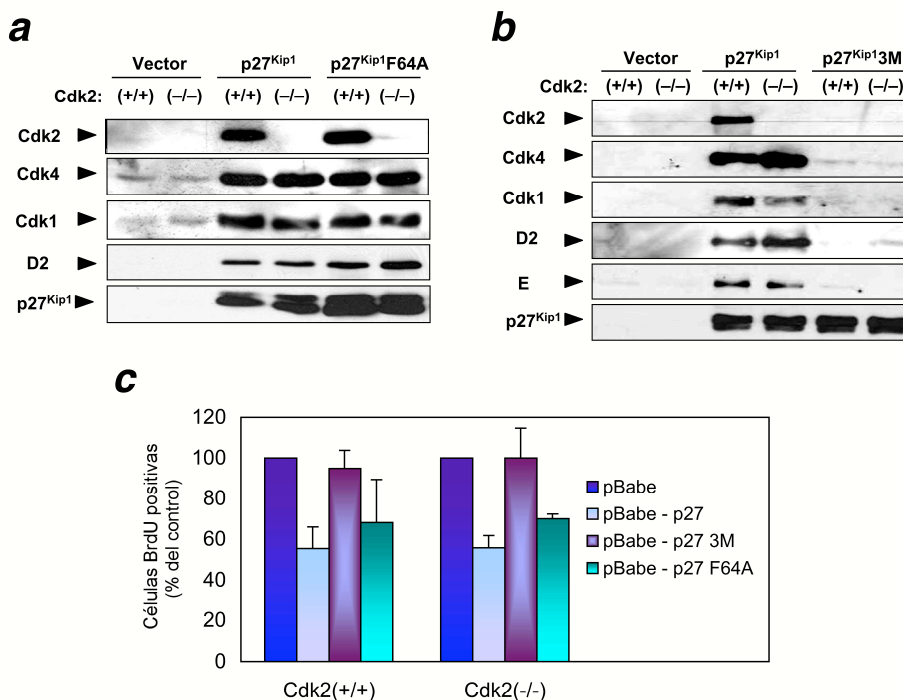 a
Vector p27Kip1 p27Kip1F64A
Cdk2: (+/+) (–/–) (+/+) (–/–) (+/+) (–/–)
Cdk2
Cdk4
Cdk1
D2
p27Kip1
b
Vector p27Kip1 p27Kip13M
Cdk2: (+/+) (–/–) (+/+) (–/–) (+/+) (–/–)
Cdk2
Cdk4
Cdk1
D2
E
p27Kip1
c
Células BrdU positivas
(% del control)
120
100
80
60
40
20
0
Cdk2(+/+) Cdk2(-/-)
pBabe
pBabe - p27
pBabe - p27 3M
pBabe - p27 F64A